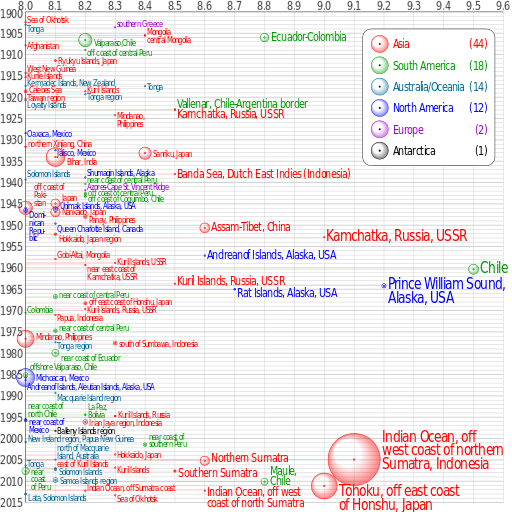 8.0 8.1 8.2 8.3 8.4 8.5 8.6 8.7 8.8 8.9 9.0 9.1 9.2 9.3 9.4 9.5
1900
1905
1910
1915
1920
1925
1930
1935
1940
1945
1950
1955
1960
1965
1970
1975
1980
1985
1990
1995
2000
2005
2010
2015
Asia (44)
South America (18)
Australia/Oceania (14)
North America (12)
Europe (2)
Antarctica (1)
Sea of Okhotsk
Tonga
southern Greece
Mongolia
central Mongolia
Valparaiso, Chile
Ecuador-Colombia
Afghanistan
off coast of central Peru
Ryukyu Islands, Japan
West New Guinea
Kurile Islands
Kermadec Islands, New Zealand
Tonga
Celebes Sea
Kuril Islands
Taiwan region
Tonga region
Loyalty Islands
Vallenar, Chile-Argentina border
Kamchatka, Russia, USSR
Mindanao,
Philippines
Oaxaca, Mexico
northern Xinjiang, China
Jalisco, Mexico
Bihar, India
Sanriku, Japan
Solomon Islands
Shumagin Islands, Alaska
Banda Sea, Dutch East Indies (Indonesia)
near coast of central Peru
Azores-Cape St. Vincent Ridge
off coast of central Peru
off coast of Coquimbo, Chile
off coast of
Pakistan
Japan
Unimak Islands, Alaska, USA
Nankaido, Japan
Panay, Philippines
Dominican
Republic
Queen Charlotte Island, Canada
Hokkaido, Japan region
Assam-Tibet, China
Kamchatka, Russia, USSR
Gobi-Altai, Mongolia
Andreanof Islands, Alaska, USA
Kuril Islands, USSR
near east coast of
Kamchatka, USSR
Chile
Kuril Islands, Russia, USSR
Prince William Sound,
Alaska, USA
Rat Islands, Alaska, USA
near coast of central Peru
off east coast of Honshu, Japan
Colombia
Kuril Islands, Russia, USSR
Papua, Indonesia
near coast of central Peru
Mindanao, Philippines
Tonga region
south of Sumbawa, Indonesia
near coast of Ecuador
offshore Valparaiso, Chile
Michoacan, Mexico
Andreanof Islands, Aleutian Islands, Alaska, USA
Macquarie Island region
near coast of
north Chile
La Paz,
Bolivia
Kuril Islands, Russia
near coast of
Mexico
Irian Jaya region, Indonesia
Balleny Islands region
New Ireland region, Papua New Guinea
near coast of
southern Peru
north of Macquarie
Island, Australia
Hokkaido, Japan
Northern Sumatra
Indian Ocean, off
west coast of northern
Sumatra, Indonesia
Tonga
east of Kuril Islands
near
coast
of Peru
Solomon Islands
Kuril Islands
Southern Sumatra
Samoa Islands region
Maule,
Chile
Indian Ocean, off Sumatra
Indian Ocean, off west
coast of north Sumatra
Tohoku, off east coast
of Honshu, Japan
Lata, Solomon Islands
Sea of Okhotsk